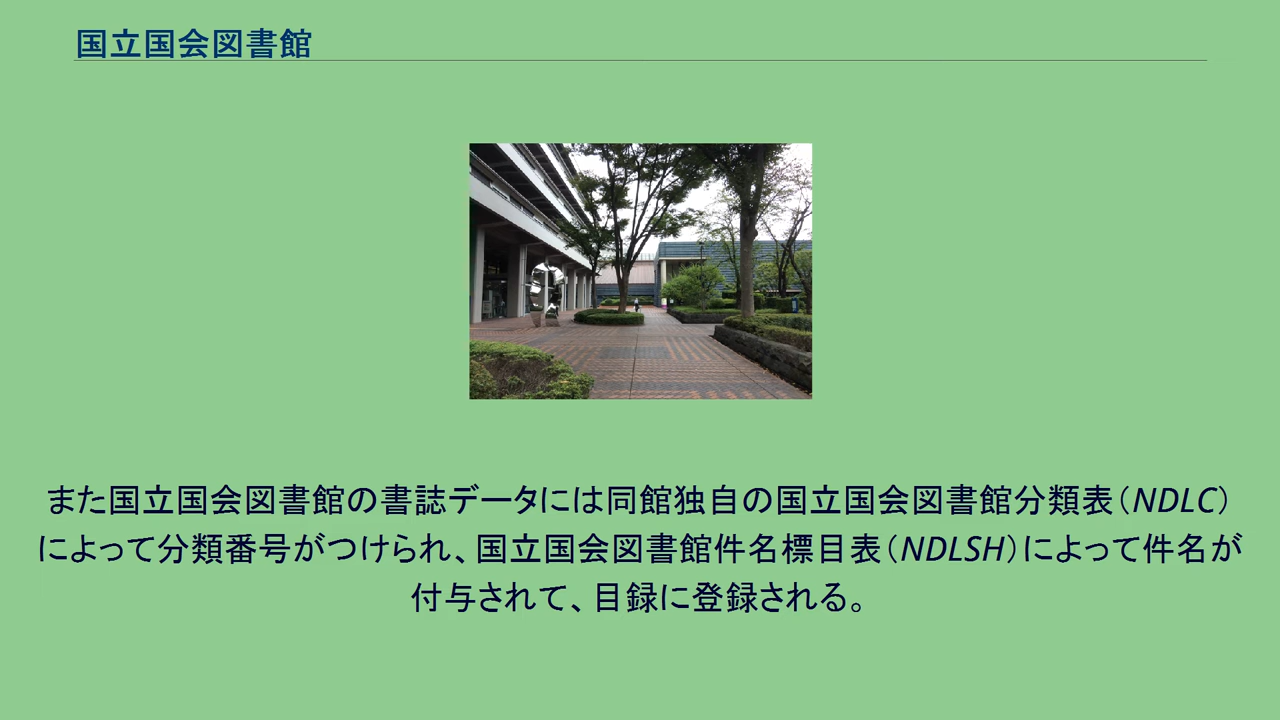 国立国会図書館
また国立国会図書館の書誌データには同館独自の国立国会図書館分類表（NDLC）
によって分類番号がつけられ、国立国会図書館件名標目表（NDLSH）によって件名が
付与されて、目録に登録される。